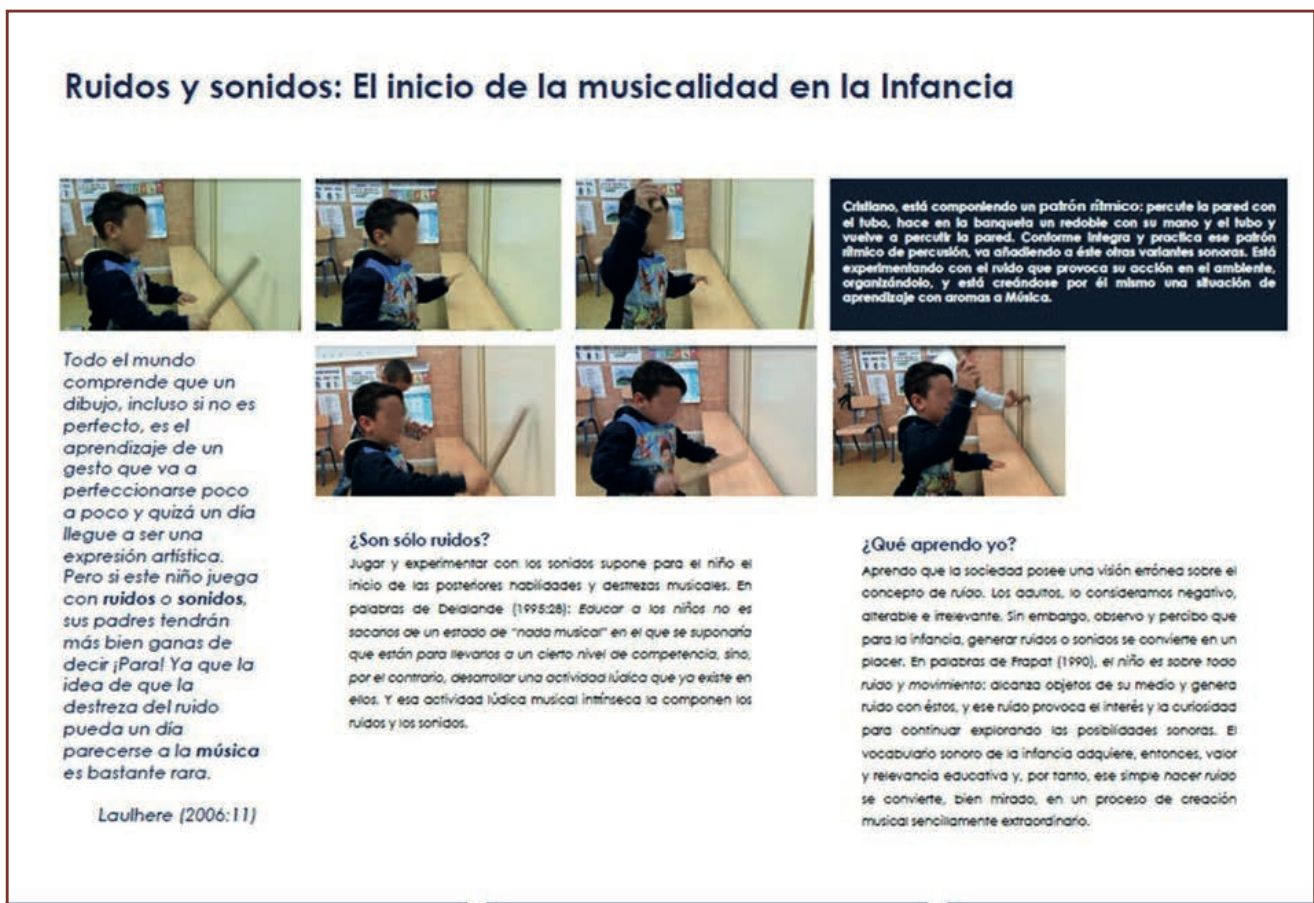 Ruidos y sonidos: El inicio de la musicalidad en la Infancia
Cristiano, está componiendo un patrón rítmico: percute la pared con
el tubo, hace en la banqueta un redoble con su mano y el tubo y
vuelve a percutir la pared. Conforme integra y practica ese patrón
rítmico de percusión, va añadiendo a éste otras variantes sonoras. Está
experimentando con el ruido que provoca su acción en el ambiente,
organizándolo, y está creándose por él mismo una situación de
aprendizaje con aromas a Música.
Todo el mundo
comprende que un
dibujo, incluso si no es
perfecto, es el
aprendizaje de un
gesto que va a
perfeccionarse poco
a poco y quizá un día
llegue a ser una
expresión artística.
Pero si este niño juega
con ruidos o sonidos,
sus padres tendrán
más bien ganas de
decir ¡Para! Ya que la
idea de que la
destreza del ruido
pueda un día
parecerse a la música
es bastante rara.
Laulhere (2006:11)
¿Son sólo ruidos?
Jugar y experimentar con los sonidos supone para el niño el
inicio de las posteriores habilidades y destrezas musicales. En
palabras de Delalande (1995:28): Educar a los niños no es
sacarlos de un estado de "nada musical" en el que se supondría
que están para llevarlos a un cierto nivel de competencia, sino,
por el contrario, desarrollar una actividad lúdica que ya existe en
ellos. Y esa actividad lúdica musical intrínseca la componen los
ruidos y los sonidos.
¿Qué aprendo yo?
Aprendo que la sociedad posee una visión errónea sobre el
concepto de ruido. Los adultos, lo consideramos negativo,
alterable e irrelevante. Sin embargo, observo y percibo que
para la infancia, generar ruidos o sonidos se convierte en un
placer. En palabras de Frapat (1990), el niño es sobre todo
ruido y movimiento: alcanza objetos de su medio y genera
ruido con éstos, y ese ruido provoca el interés y la curiosidad
para continuar explorando las posibilidades sonoras. El
vocabulario sonoro de la infancia adquiere, entonces, valor
y relevancia educativa y, por tanto, ese simple hacer ruido
se convierte, bien mirado, en un proceso de creación
musical sencillamente extraordinario.